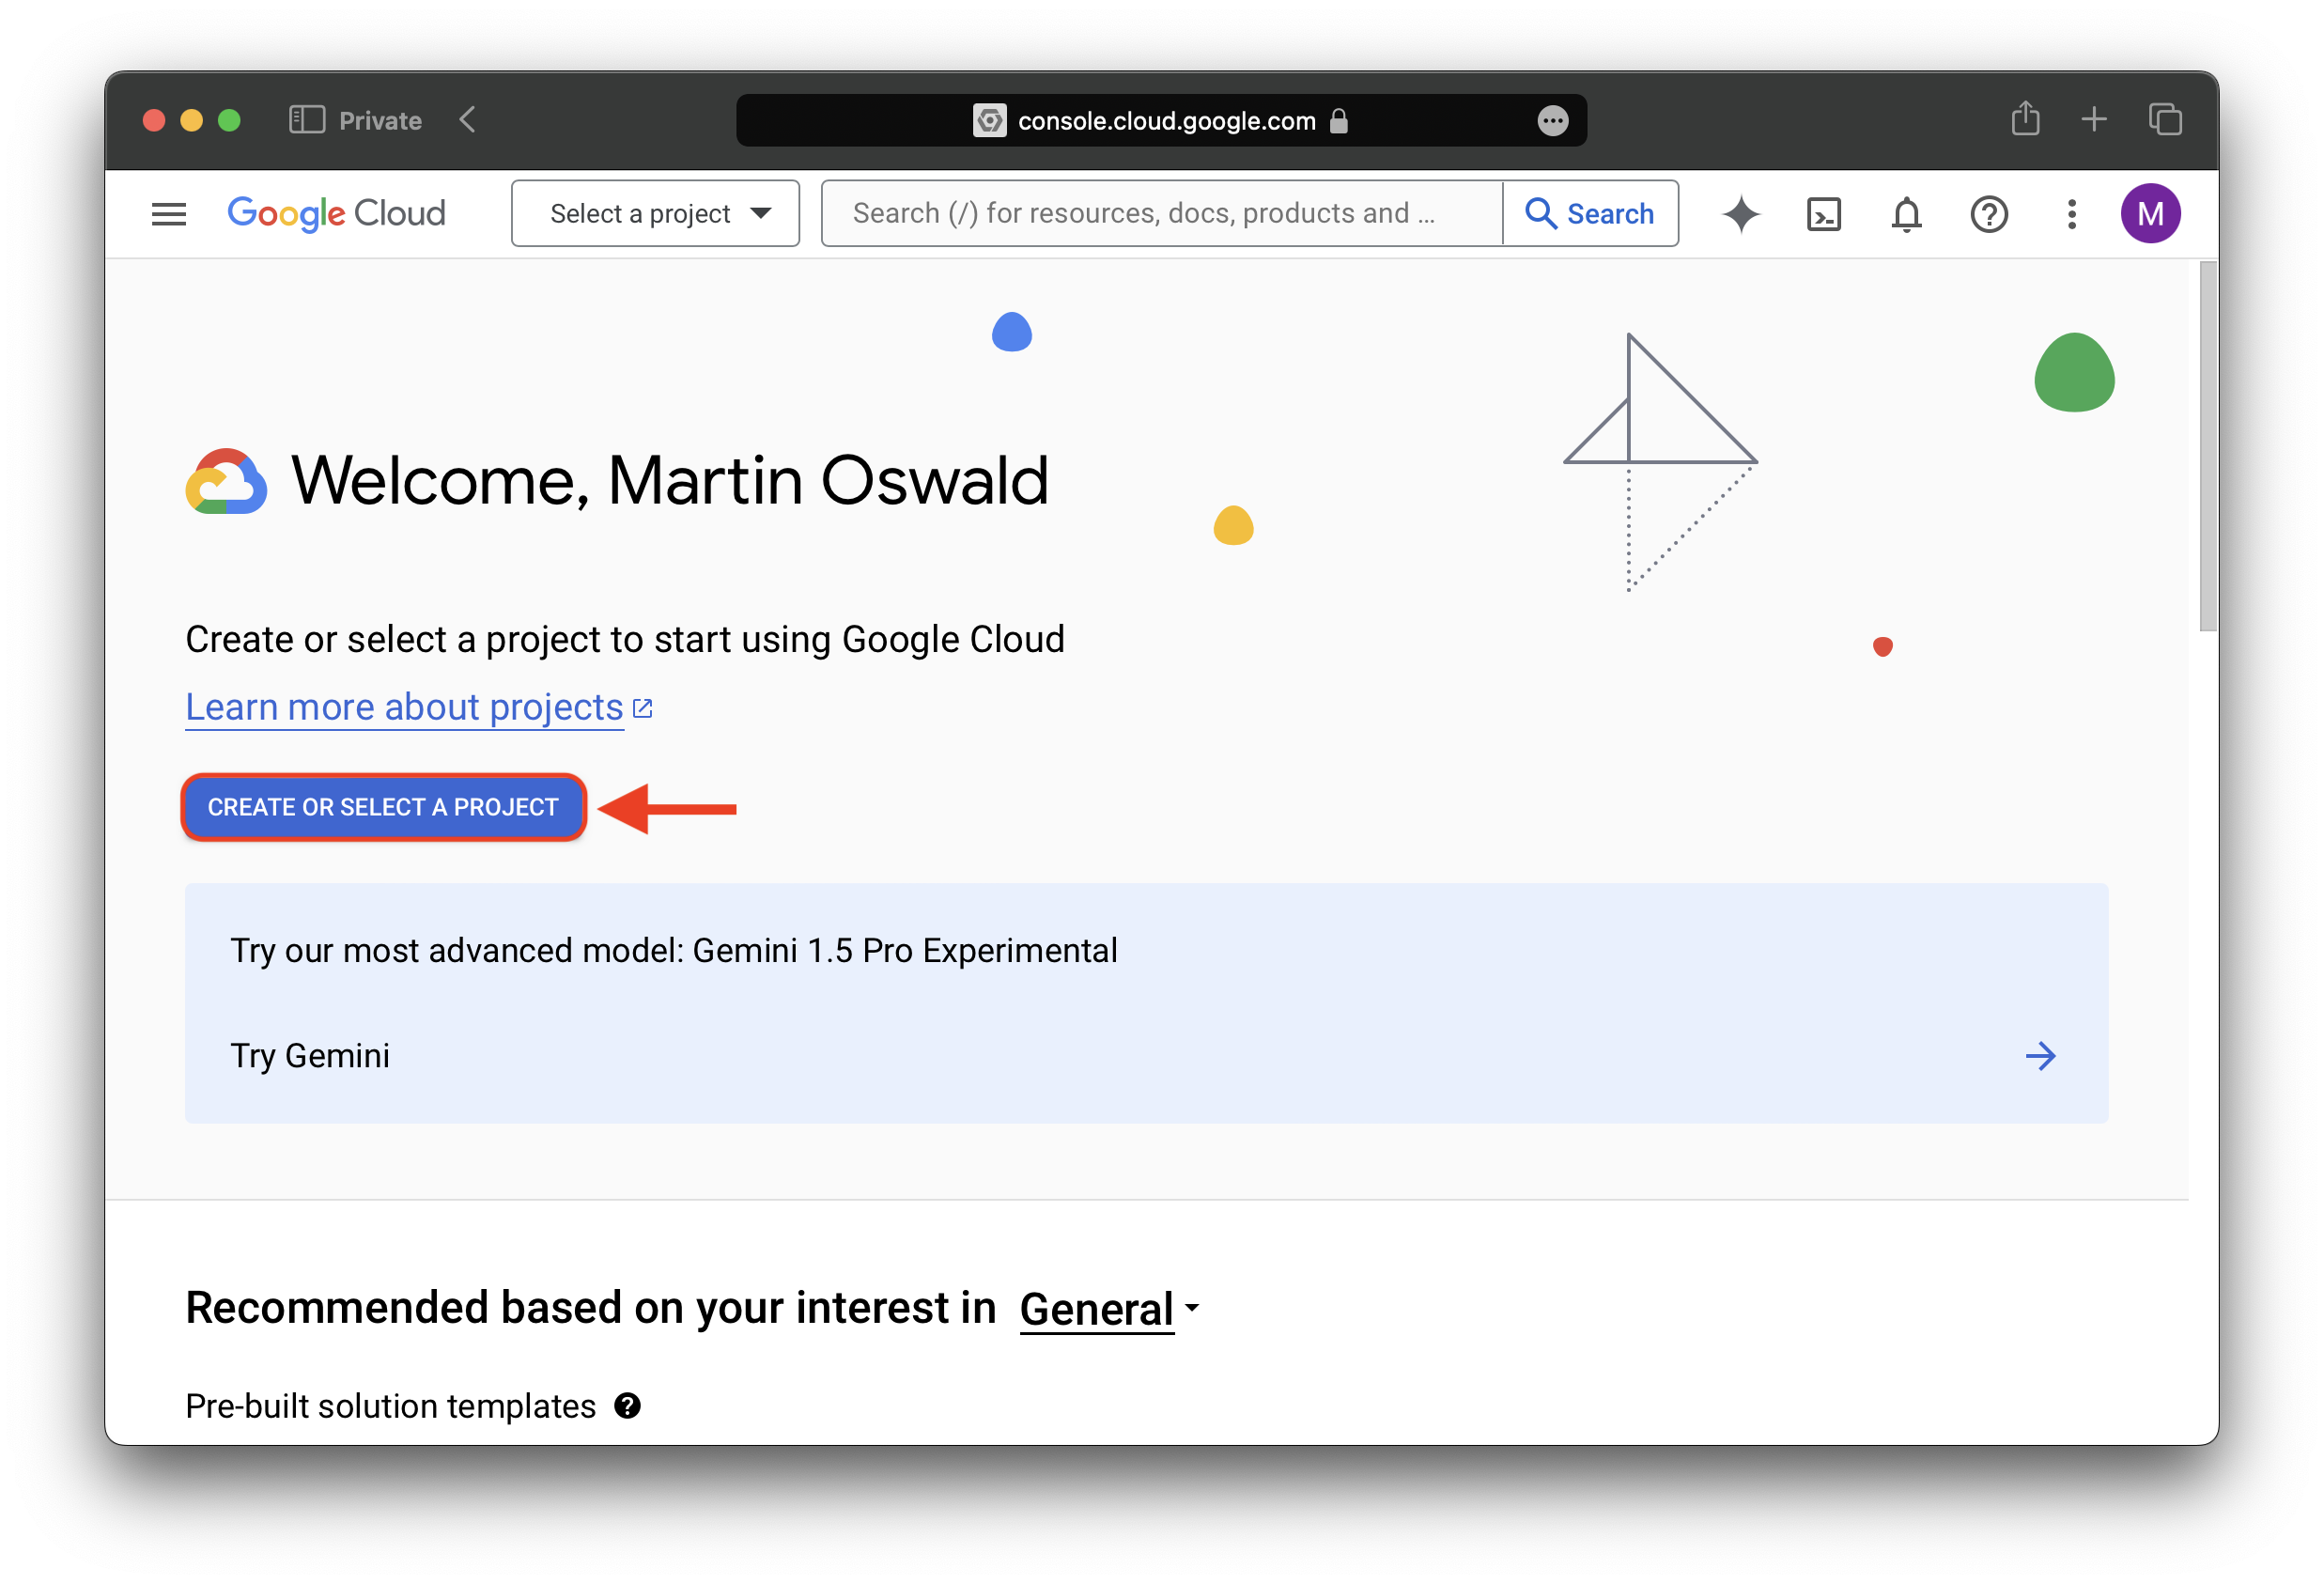 Private
console.cloud.google.com
Google Cloud
Select a project
Search (/) for resources, docs, products and ...
Search
M
Welcome, Martin Oswald
Create or select a project to start using Google Cloud
Learn more about projects
CREATE OR SELECT A PROJECT
Try our most advanced model: Gemini 1.5 Pro Experimental
Try Gemini
Recommended based on your interest in General
Pre-built solution templates